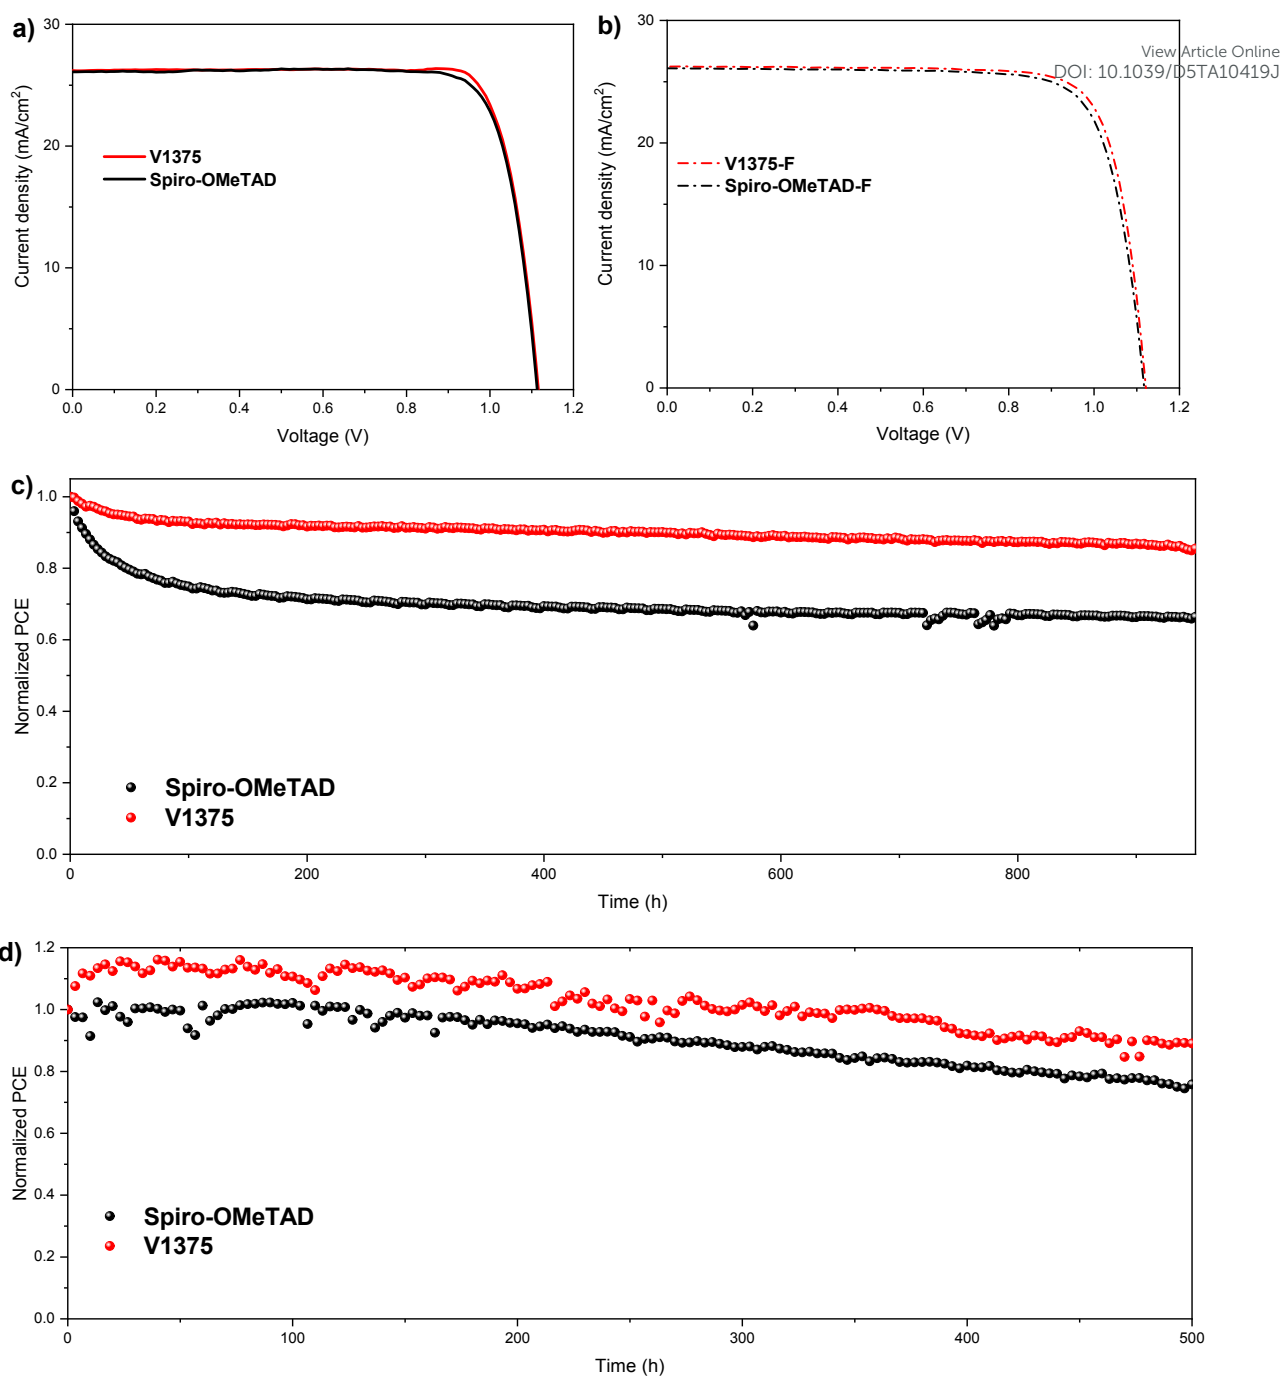 a)
30
20
10
0
Current density (mA/cm²)
V1375
Spiro-OMeTAD
0.0 0.2 0.4 0.6 0.8 1.0 1.2
Voltage (V)
b)
30
20
10
0
Current density (mA/cm²)
V1375-F
Spiro-OMeTAD-F
0.0 0.2 0.4 0.6 0.8 1.0 1.2
Voltage (V)
View Article Online
DOI: 10.1039/D5TA10419J
c)
1.0
0.8
0.6
0.4
0.2
0.0
Normalized PCE
Spiro-OMeTAD
V1375
0 200 400 600 800
Time (h)
d)
1.2
1.0
0.8
0.6
0.4
0.2
0.0
Normalized PCE
Spiro-OMeTAD
V1375
0 100 200 300 400 500
Time (h)